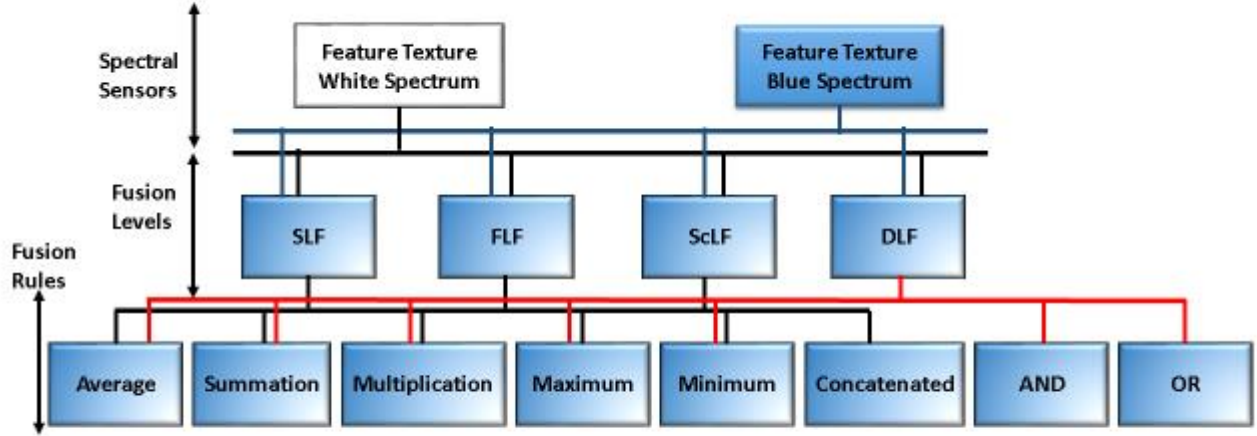 Spectral
Sensors
Feature Texture
White Spectrum
Feature Texture
Blue Spectrum
Fusion
Levels
SLF
FLF
ScLF
DLF
Fusion
Rules
Average
Summation
Multiplication
Maximum
Minimum
Concatenated
AND
OR